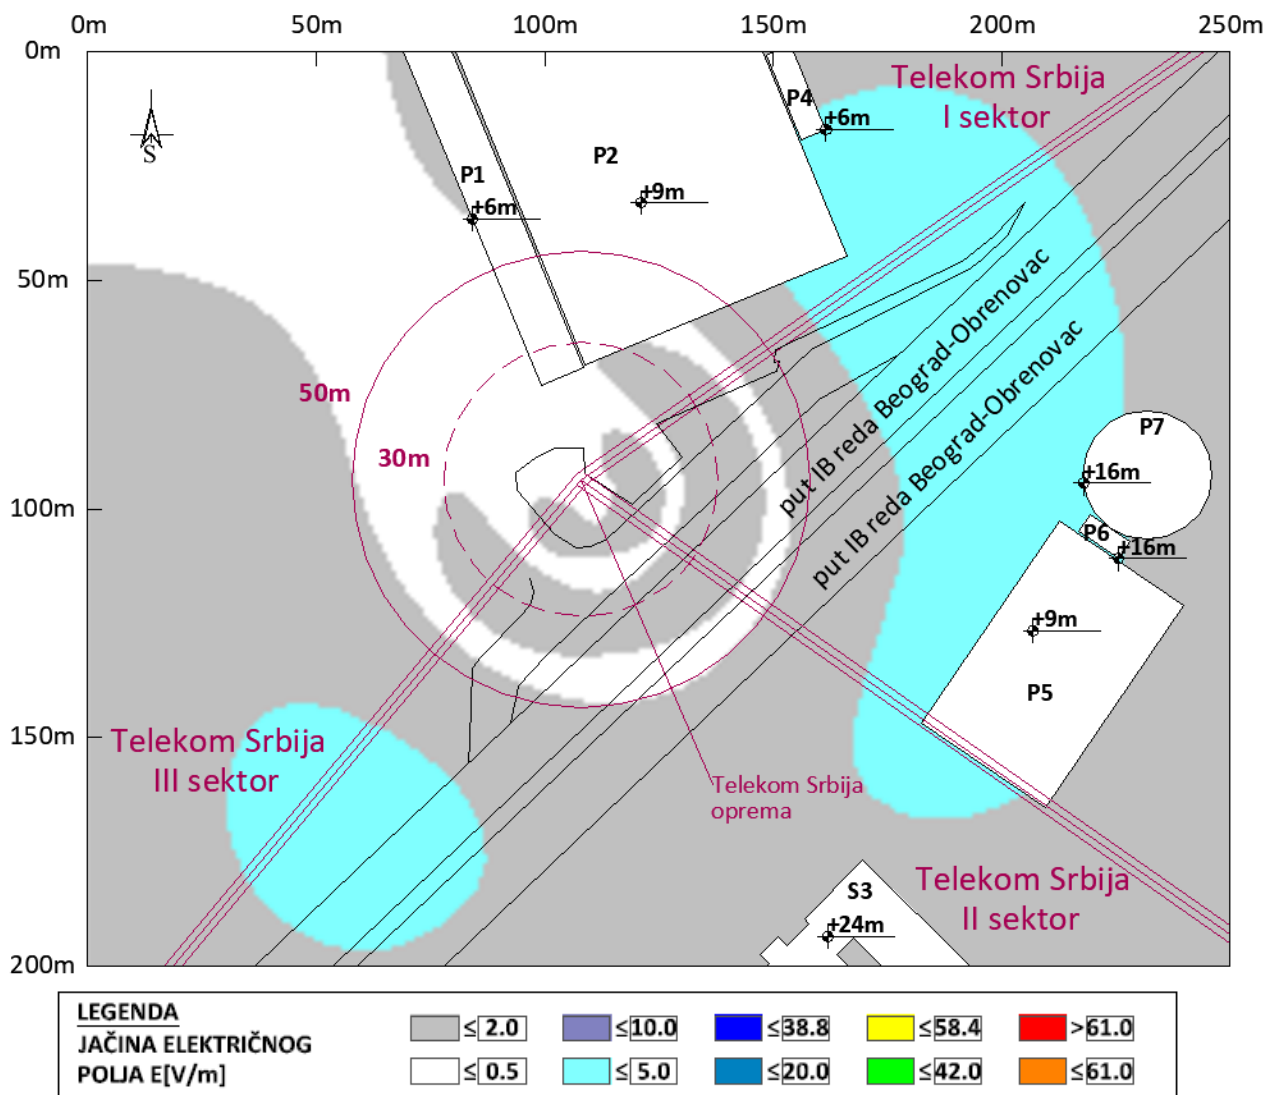 0m 50m 100m 150m 200m 250m
0m
50m
100m
150m
200m
S
Telekom Srbija
I sektor
P4
+6m
P2
P1
+9m
+6m
50m
30m
put IB reda Beograd-Obrenovac
put IB reda Beograd-Obrenovac
P7
+16m
P6
+16m
+9m
P5
Telekom Srbija
III sektor
Telekom Srbija
oprema
Telekom Srbija
II sektor
S3
+24m
LEGENDA
JAČINA ELEKTRIČNOG
POLJA E[V/m]
≤ 2.0 ≤10.0 ≤38.8 ≤58.4 >61.0
≤ 0.5 ≤ 5.0 ≤20.0 ≤42.0 ≤61.0